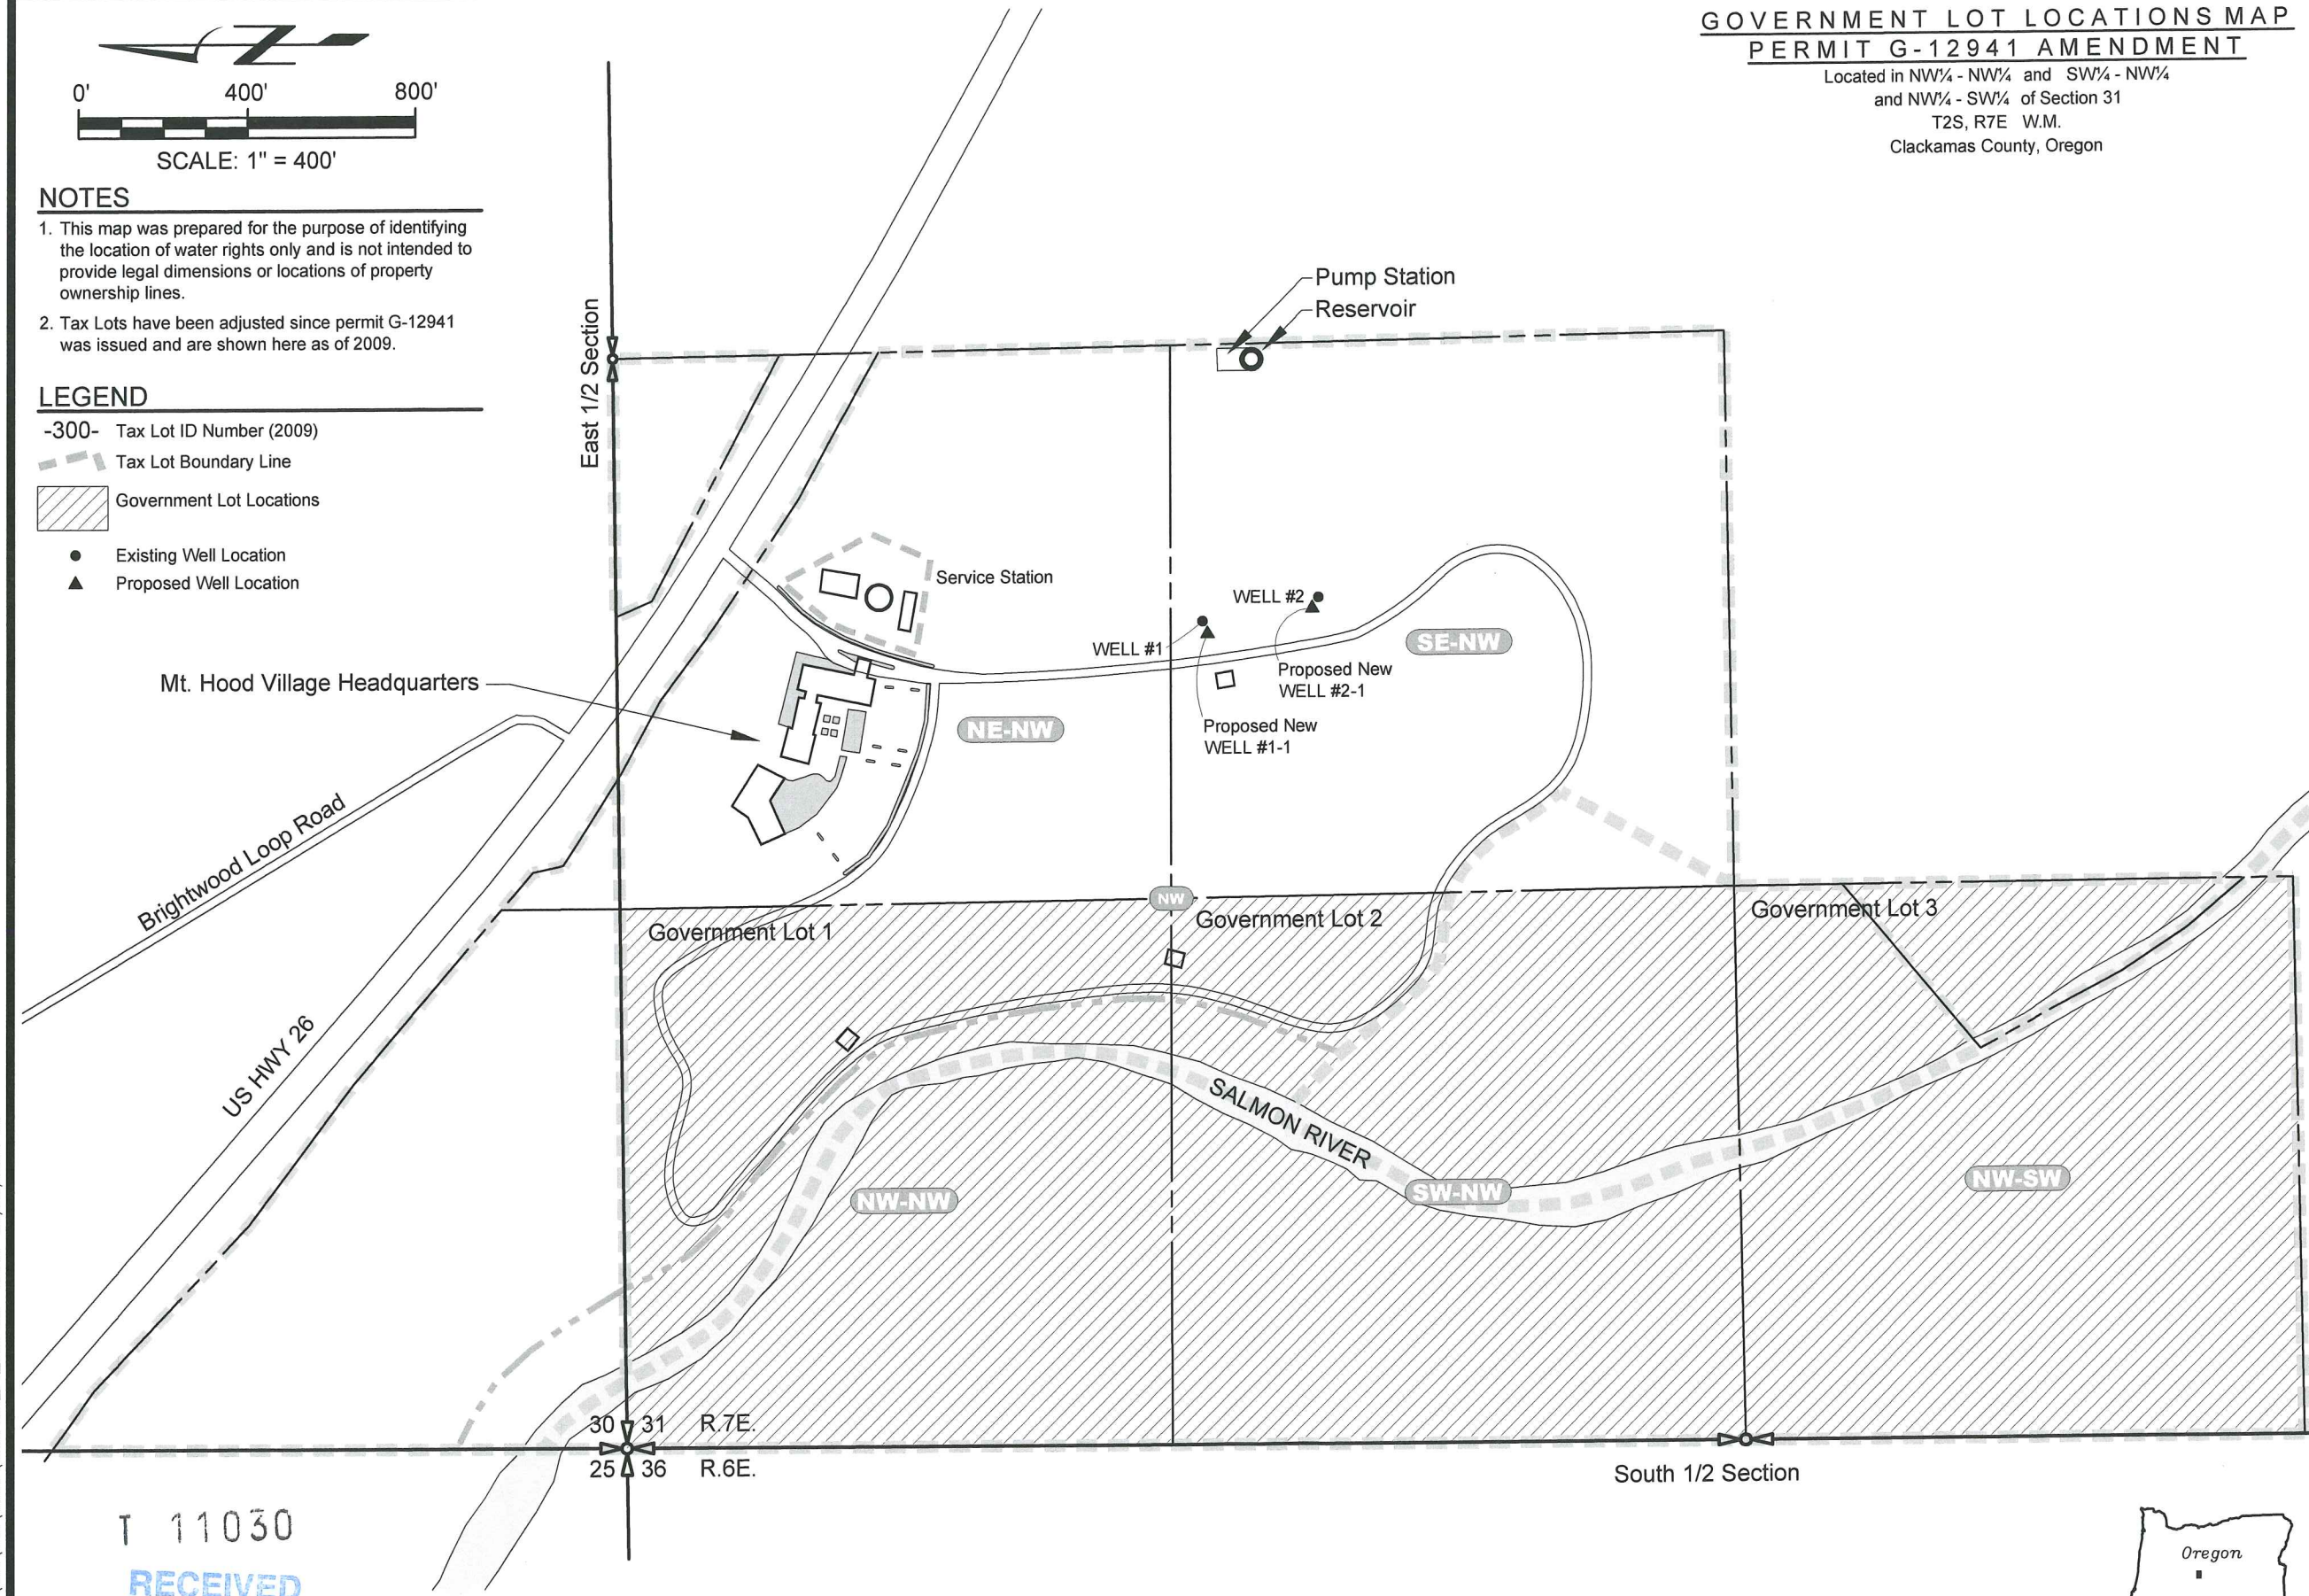 GOVERNMENT LOT LOCATIONS MAP
PERMIT G-12941 AMENDMENT
Located in NW¼ - NW¼ and SW¼ - NW¼
and NW¼ - SW¼ of Section 31
T2S, R7E W.M.
Clackamas County, Oregon
0' 400' 800'
SCALE: 1" = 400'
NOTES
1. This map was prepared for the purpose of identifying
the location of water rights only and is not intended to
provide legal dimensions or locations of property
ownership lines.
2. Tax Lots have been adjusted since permit G-12941
was issued and are shown here as of 2009.
LEGEND
-300- Tax Lot ID Number (2009)
Tax Lot Boundary Line
Government Lot Locations
Existing Well Location
Proposed Well Location
East 1/2 Section
Pump Station
Reservoir
Service Station
WELL #2
WELL #1
SE-NW
Proposed New
WELL #2-1
Mt. Hood Village Headquarters
NE-NW
Proposed New
WELL #1-1
Brightwood Loop Road
NW
Government Lot 1
Government Lot 2
Government Lot 3
US HWY 26
SALMON RIVER
NW-NW
SW-NW
NW-SW
30 31 R.7E.
25 36 R.6E.
South 1/2 Section
T 11030
RECEIVED
Oregon